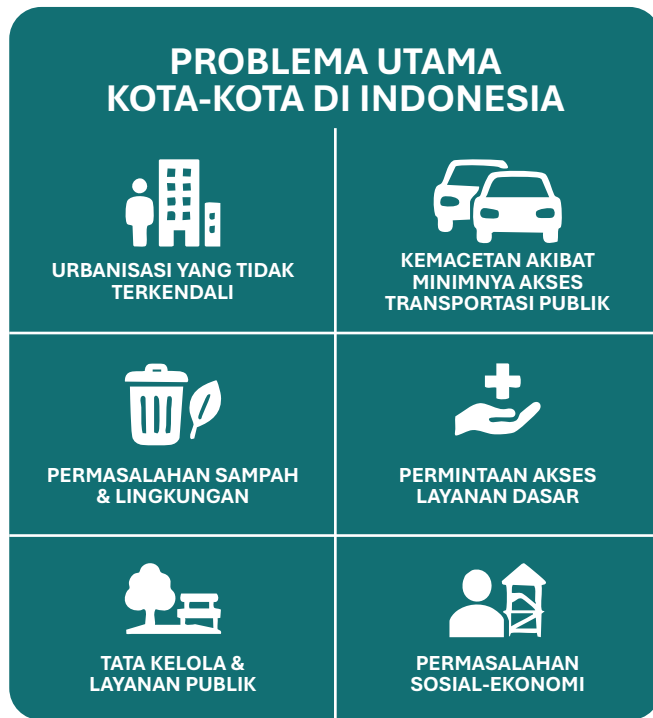 PROBLEMA UTAMA
KOTA-KOTA DI INDONESIA
URBANISASI YANG TIDAK
TERKENDALI
KEMACETAN AKIBAT
MINIMNYA AKSES
TRANSPORTASI PUBLIK
PERMASALAHAN SAMPAH
& LINGKUNGAN
PERMINTAAN AKSES
LAYANAN DASAR
TATA KELOLA &
LAYANAN PUBLIK
PERMASALAHAN
SOSIAL-EKONOMI